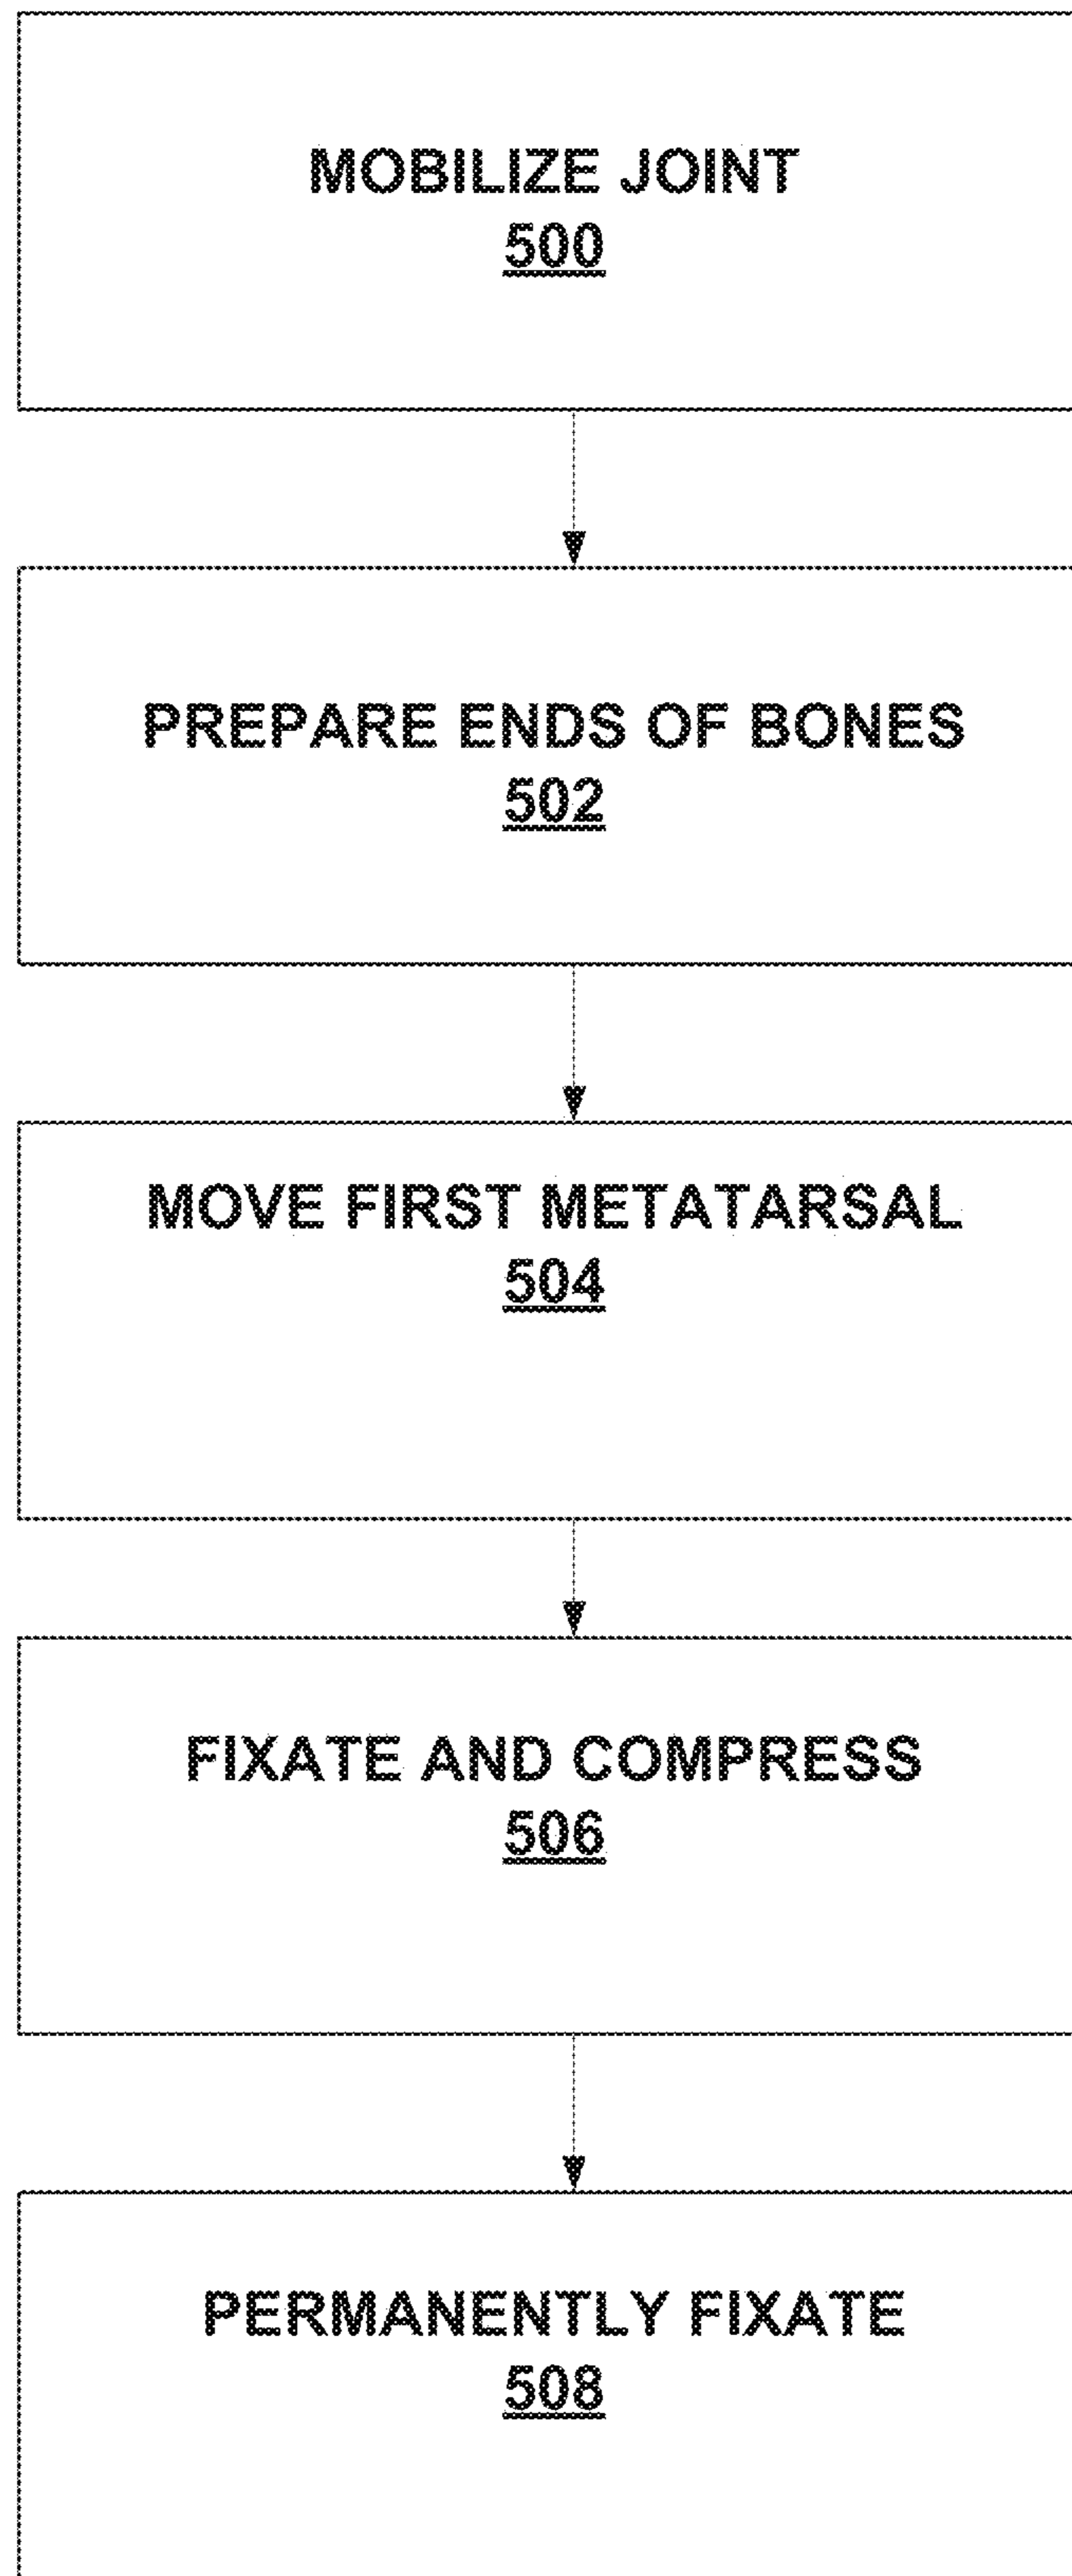 MOBILIZE JOINT
500
PREPARE ENDS OF BONES
502
MOVE FIRST METATARSAL
504
FIXATE AND COMPRESS
506
PERMANENTLY FIXATE
508